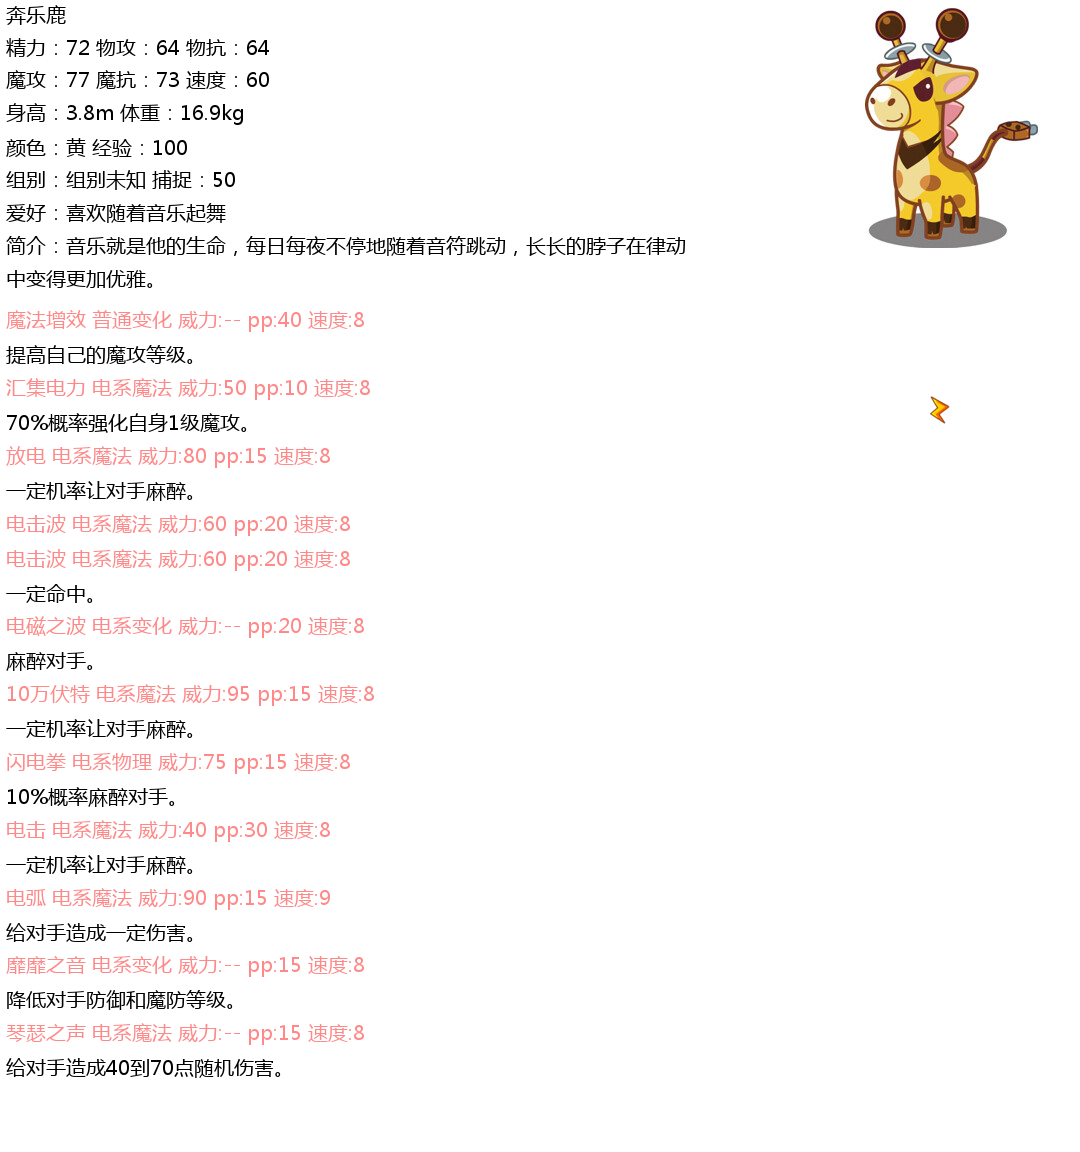 奔乐鹿
精力：72 物攻：64 物抗：64
魔攻：77 魔抗：73 速度：60
身高：3.8m 体重：16.9kg
颜色：黄 经验：100
组别：组别未知 捕捉：50
爱好：喜欢随着音乐起舞
简介：音乐就是他的生命，每日每夜不停地随着音符跳动，长长的脖子在律动
中变得更加优雅。
魔法增效 普通变化 威力:-- pp:40 速度:8
提高自己的魔攻等级。
汇集电力 电系魔法 威力:50 pp:10 速度:8
70%概率强化自身1级魔攻。
放电 电系魔法 威力:80 pp:15 速度:8
一定机率让对手麻醉。
电击波 电系魔法 威力:60 pp:20 速度:8
电击波 电系魔法 威力:60 pp:20 速度:8
一定命中。
电磁之波 电系变化 威力:-- pp:20 速度:8
麻醉对手。
10万伏特 电系魔法 威力:95 pp:15 速度:8
一定机率让对手麻醉。
闪电拳 电系物理 威力:75 pp:15 速度:8
10%概率麻醉对手。
电击 电系魔法 威力:40 pp:30 速度:8
一定机率让对手麻醉。
电弧 电系魔法 威力:90 pp:15 速度:9
给对手造成一定伤害。
靡靡之音 电系变化 威力:-- pp:15 速度:8
降低对手防御和魔防等级。
琴瑟之声 电系魔法 威力:-- pp:15 速度:8
给对手造成40到70点随机伤害。